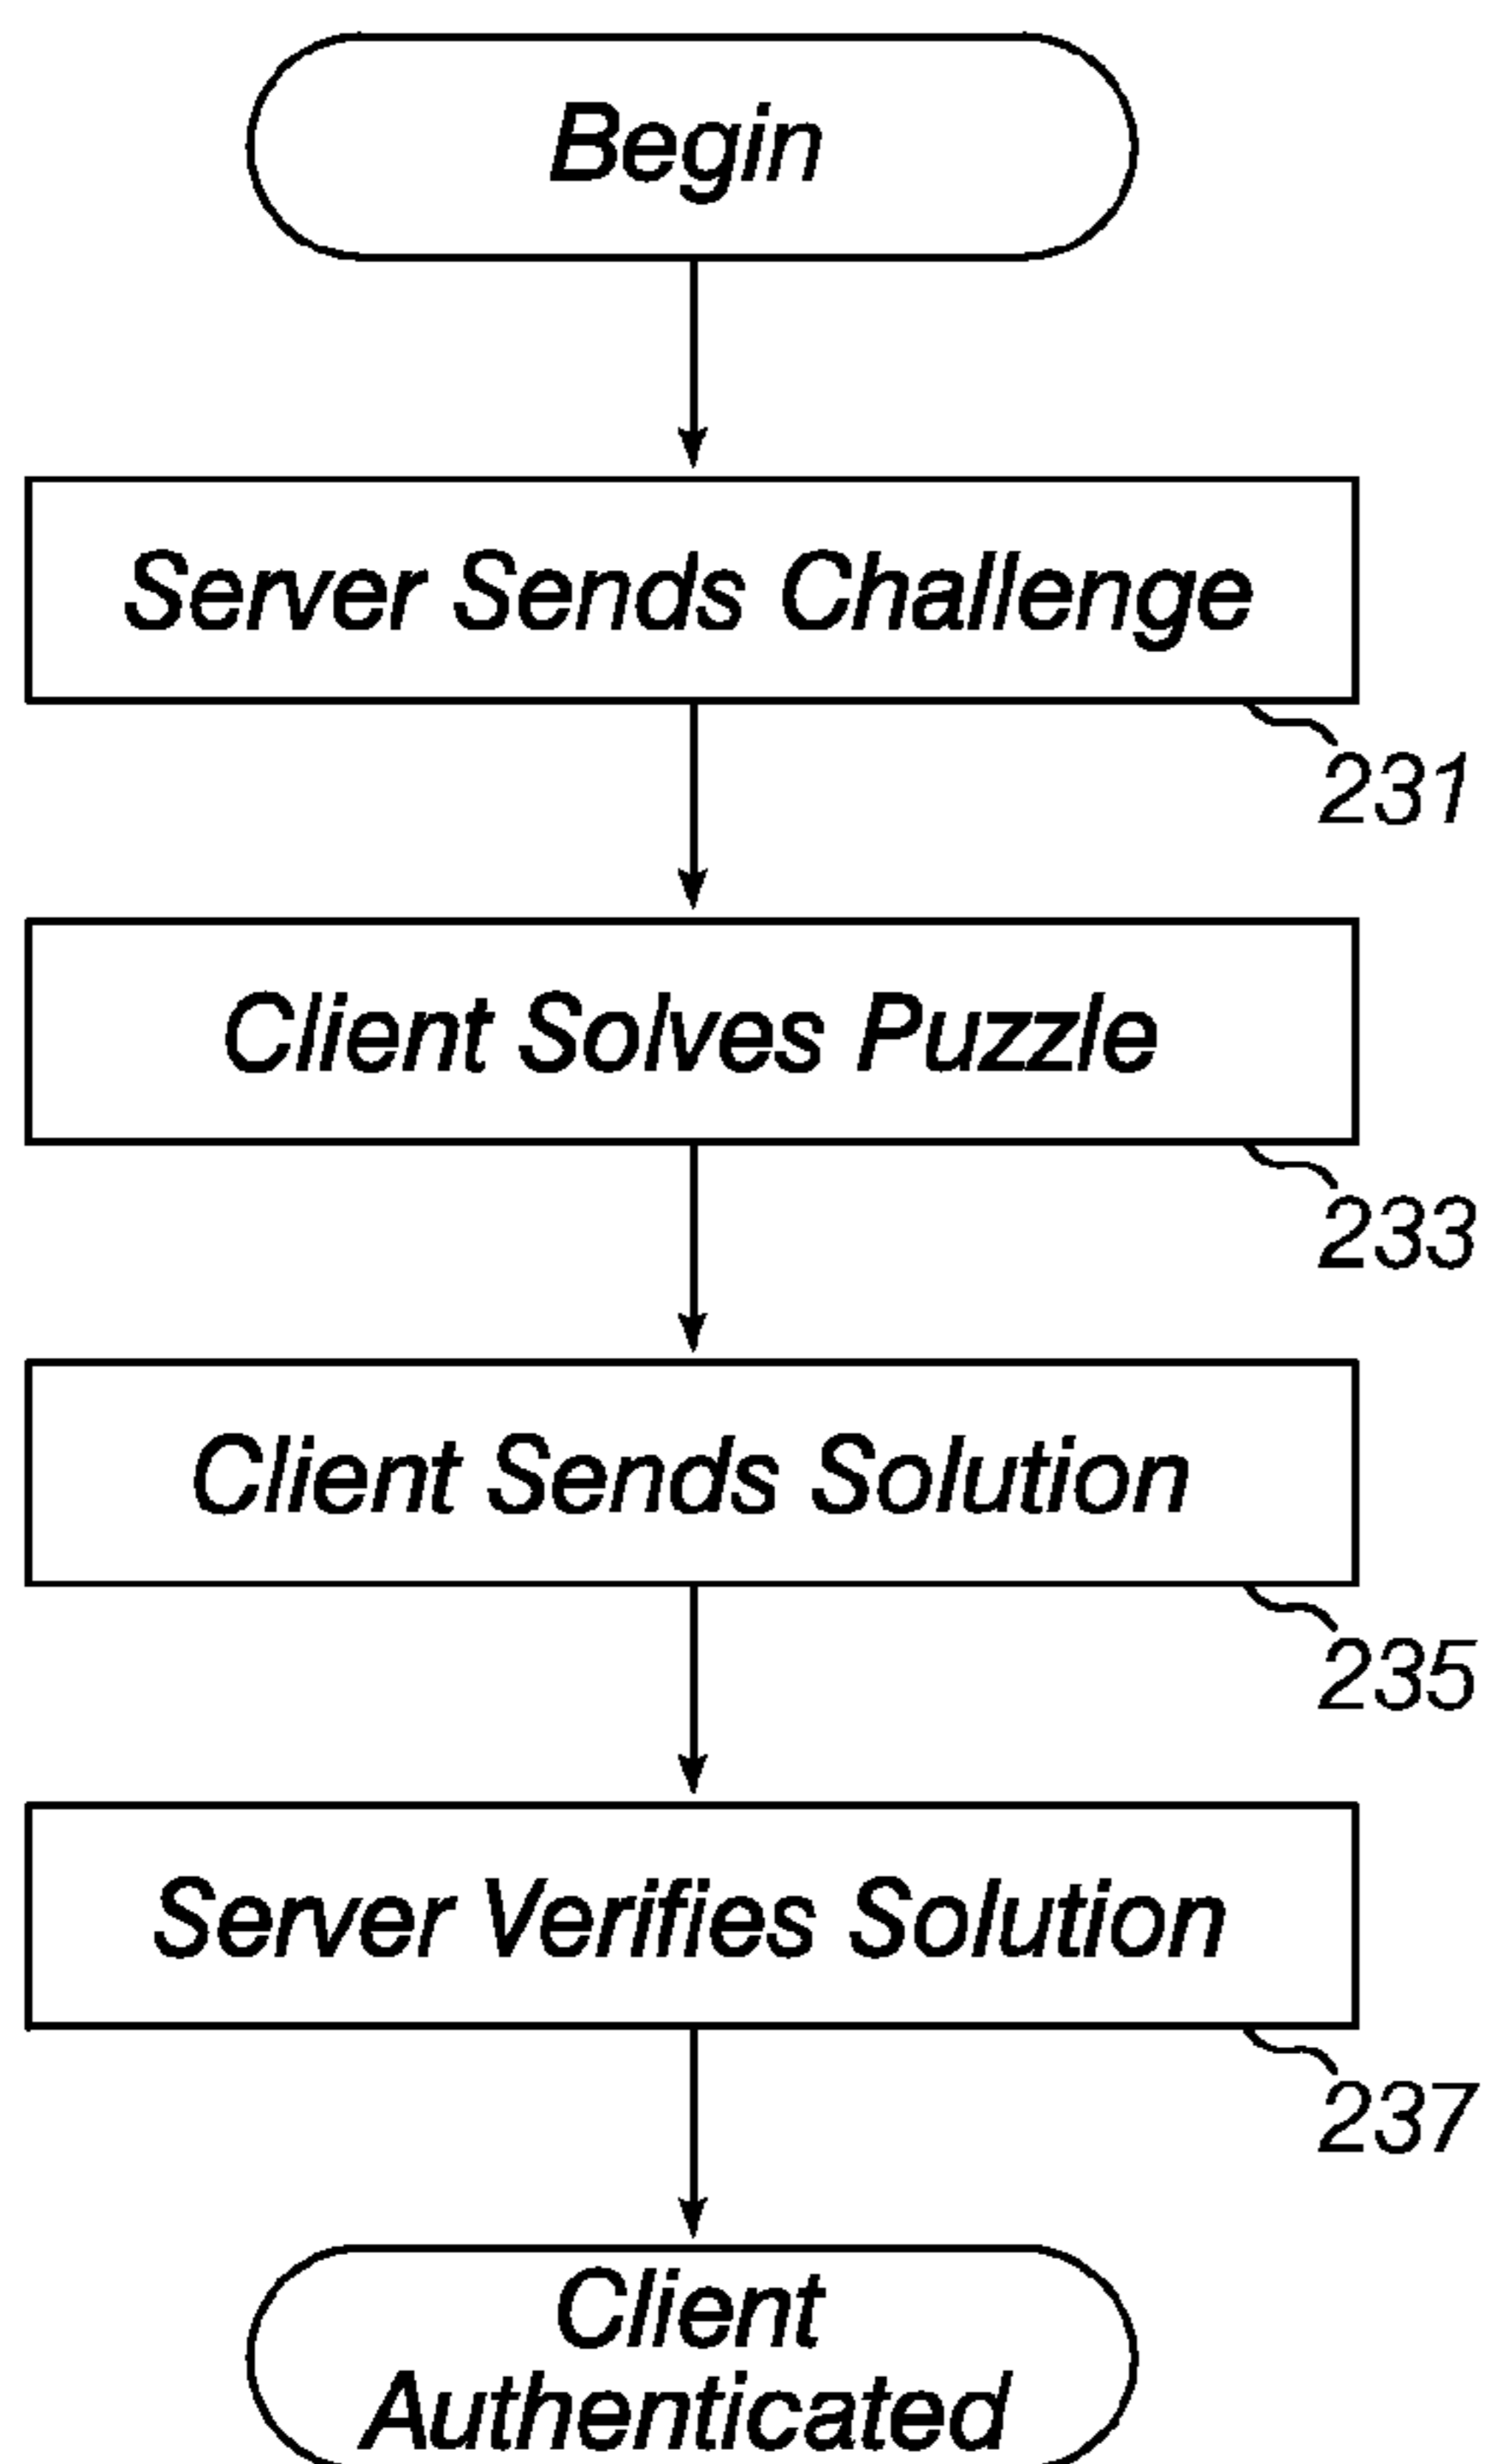 Begin
Server Sends Challenge
231
Client Solves Puzzle
233
Client Sends Solution
235
Server Verifies Solution
237
Client
Authenticated